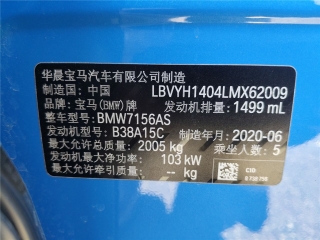 华晨宝马汽车有限公司制造
制造国：中国 LBVYH1404LMX62009
品牌：宝马(BMW)牌 发动机排量：1499 mL
整车型号：BMW7156AS
发动机型号：B38A15C 制造年月：2020-06
最大允许总质量：2005 kg 乘坐人数：5
发动机最大净功率：103 kW
最大允许牵引质量：-- kg
CID